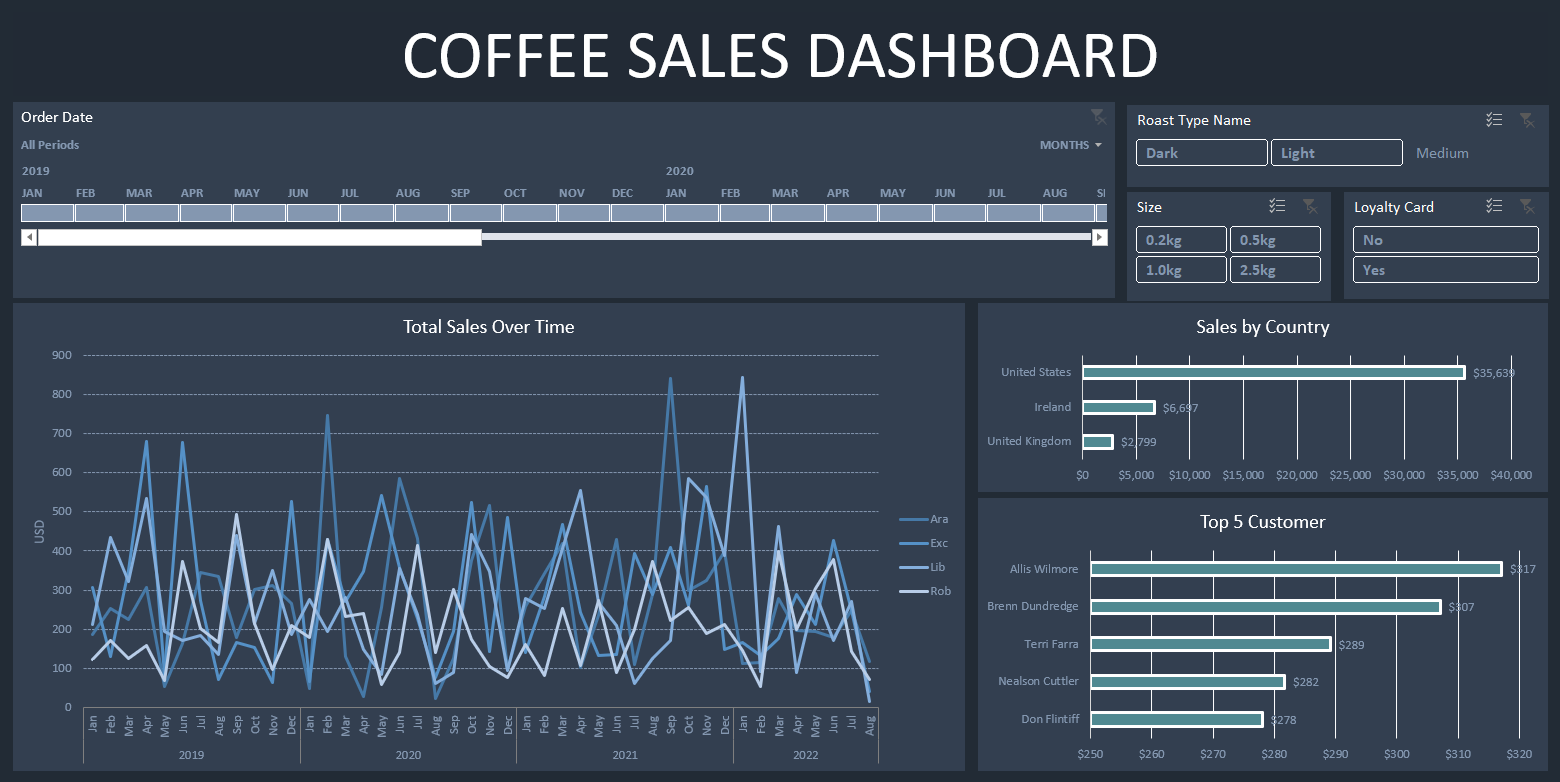 COFFEE SALES DASHBOARD
Order Date
All Periods
MONTHS
2019 2020
JAN FEB MAR APR MAY JUN JUL AUG SEP OCT NOV DEC JAN FEB MAR APR MAY JUN JUL AUG
Roast Type Name
Dark Light Medium
Size
0.2kg 0.5kg
1.0kg 2.5kg
Loyalty Card
No
Yes
Total Sales Over Time
900
800
700
600
500
400
300
200
100
0
USD
Jan Feb Mar Apr May Jun Jul Aug Sep Oct Nov Dec Jan Feb Mar Apr May Jun Jul Aug Sep Oct Nov Dec Jan Feb Mar Apr May Jun Jul Aug Sep Oct Nov Dec Jan Feb Mar Apr May Jun Jul Aug
2019 2020 2021 2022
Ara
Exc
Lib
Rob
Sales by Country
United States $35,639
Ireland $6,697
United Kingdom $2,799
$0 $5,000 $10,000 $15,000 $20,000 $25,000 $30,000 $35,000 $40,000
Top 5 Customer
Allis Wilmore $317
Brenn Dundredge $307
Terri Farra $289
Nealson Cuttler $282
Don Flintiff $278
$250 $260 $270 $280 $290 $300 $310 $320